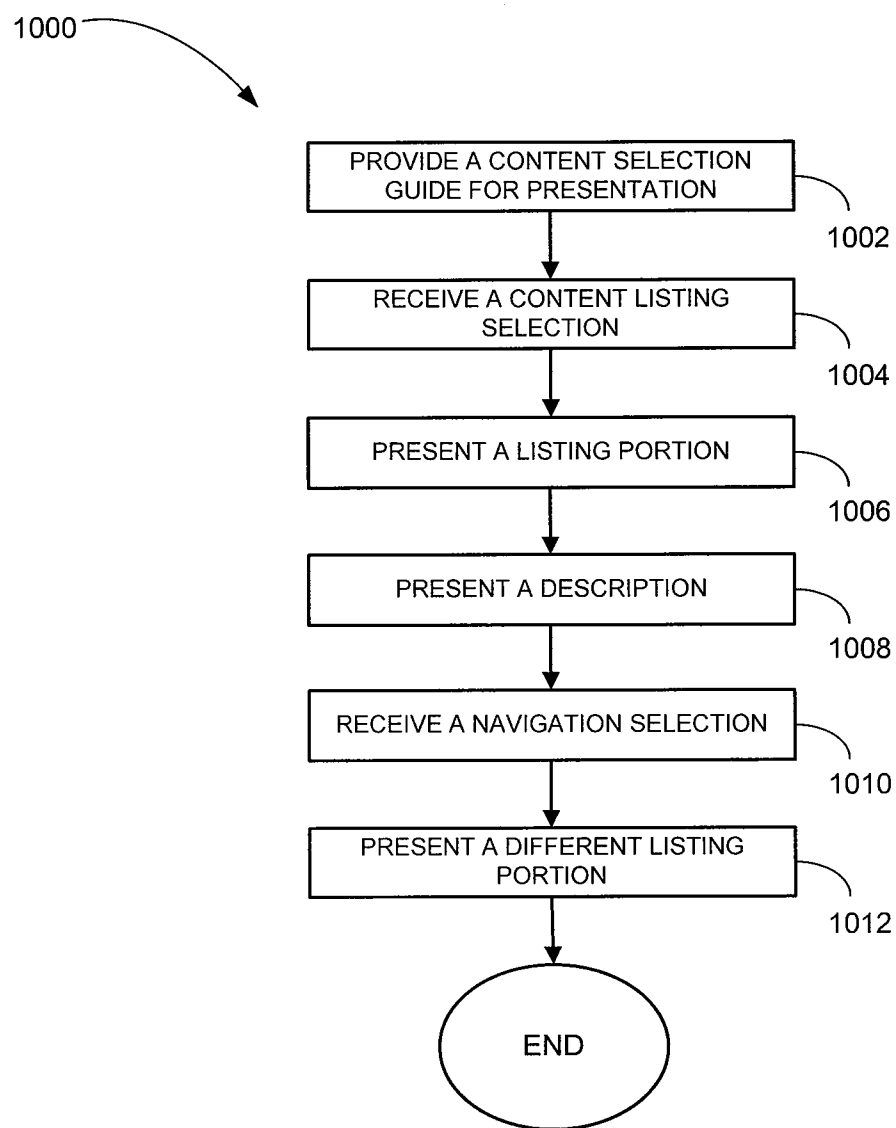 1000
PROVIDE A CONTENT SELECTION
GUIDE FOR PRESENTATION
1002
RECEIVE A CONTENT LISTING
SELECTION
1004
PRESENT A LISTING PORTION
1006
PRESENT A DESCRIPTION
1008
RECEIVE A NAVIGATION SELECTION
1010
PRESENT A DIFFERENT LISTING
PORTION
1012
END